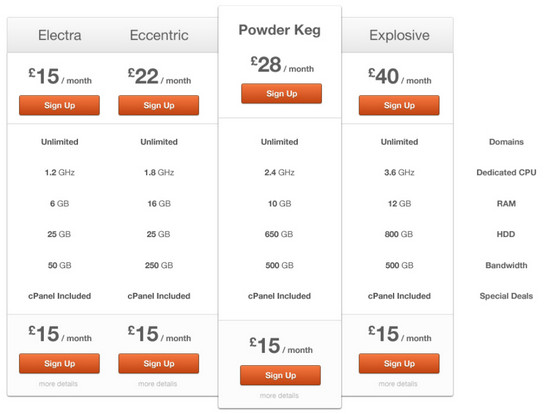 Electra Eccentric Powder Keg Explosive
£15 / month £22 / month £28 / month £40 / month
Sign Up Sign Up Sign Up Sign Up
Unlimited Unlimited Unlimited Unlimited Domains
1.2 GHz 1.8 GHz 2.4 GHz 3.6 GHz Dedicated CPU
6 GB 16 GB 10 GB 12 GB RAM
25 GB 25 GB 650 GB 800 GB HDD
50 GB 250 GB 500 GB 500 GB Bandwidth
cPanel Included cPanel Included cPanel Included cPanel Included Special Deals
£15 / month £15 / month £15 / month £15 / month
Sign Up Sign Up Sign Up Sign Up
more details more details more details more details